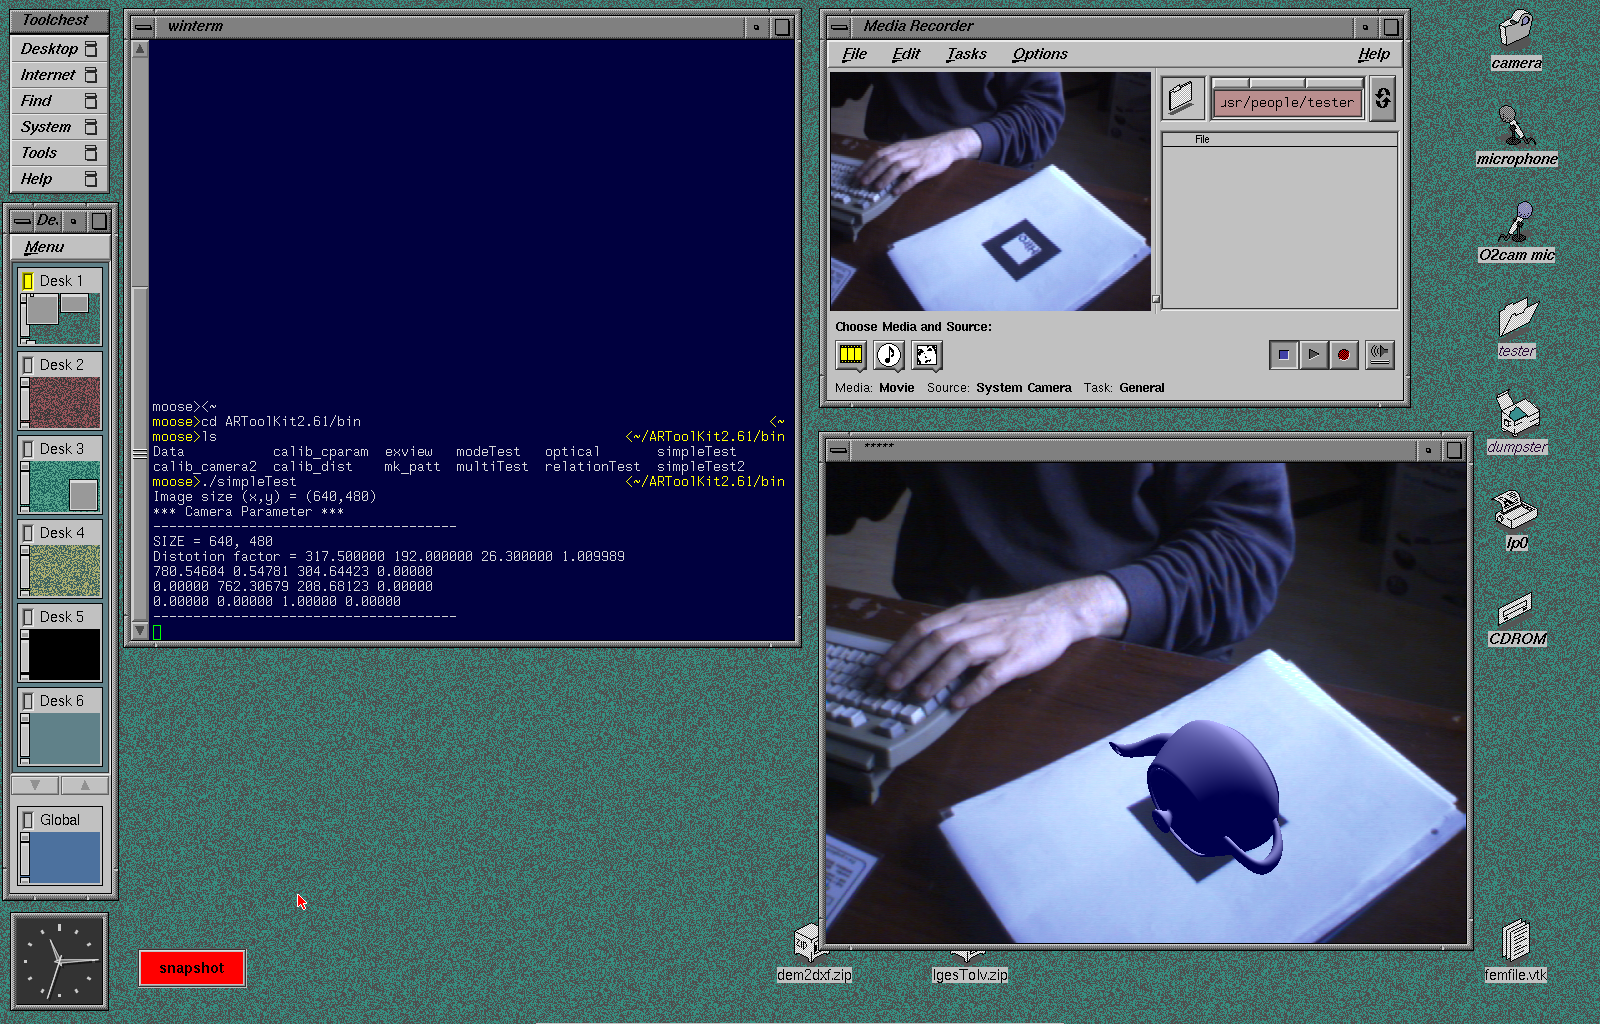 Toolchest
Desktop
Internet
Find
System
Tools
Help
De.
Menu
Desk 1
Desk 2
Desk 3
Desk 4
Desk 5
Desk 6
Global
snapshot
winterm
moose><~
moose>cd ARToolKit2.61/bin <~
moose>ls <~/ARToolKit2.61/bin
Data calib_cparam exview modeTest optical simpleTest
calib_camera2 calib_dist mk_patt multiTest relationTest simpleTest2
moose>./simpleTest <~/ARToolKit2.61/bin
Image size (x,y) = (640,480)
*** Camera Parameter ***
--------------------------------------
SIZE = 640, 480
Distotion factor = 317.500000 192.000000 26.300000 1.009989
780.54604 0.54781 304.64423 0.00000
0.00000 762.30679 208.68123 0.00000
0.00000 0.00000 1.00000 0.00000
--------------------------------------
Media Recorder
File Edit Tasks Options Help
usr/people/tester
File
Choose Media and Source:
Media: Movie Source: System Camera Task: General
*****
camera
microphone
O2cam mic
tester
dumpster
lp0
CDROM
zip
dem2dxf.zip
IgesToIv.zip
femfile.vtk